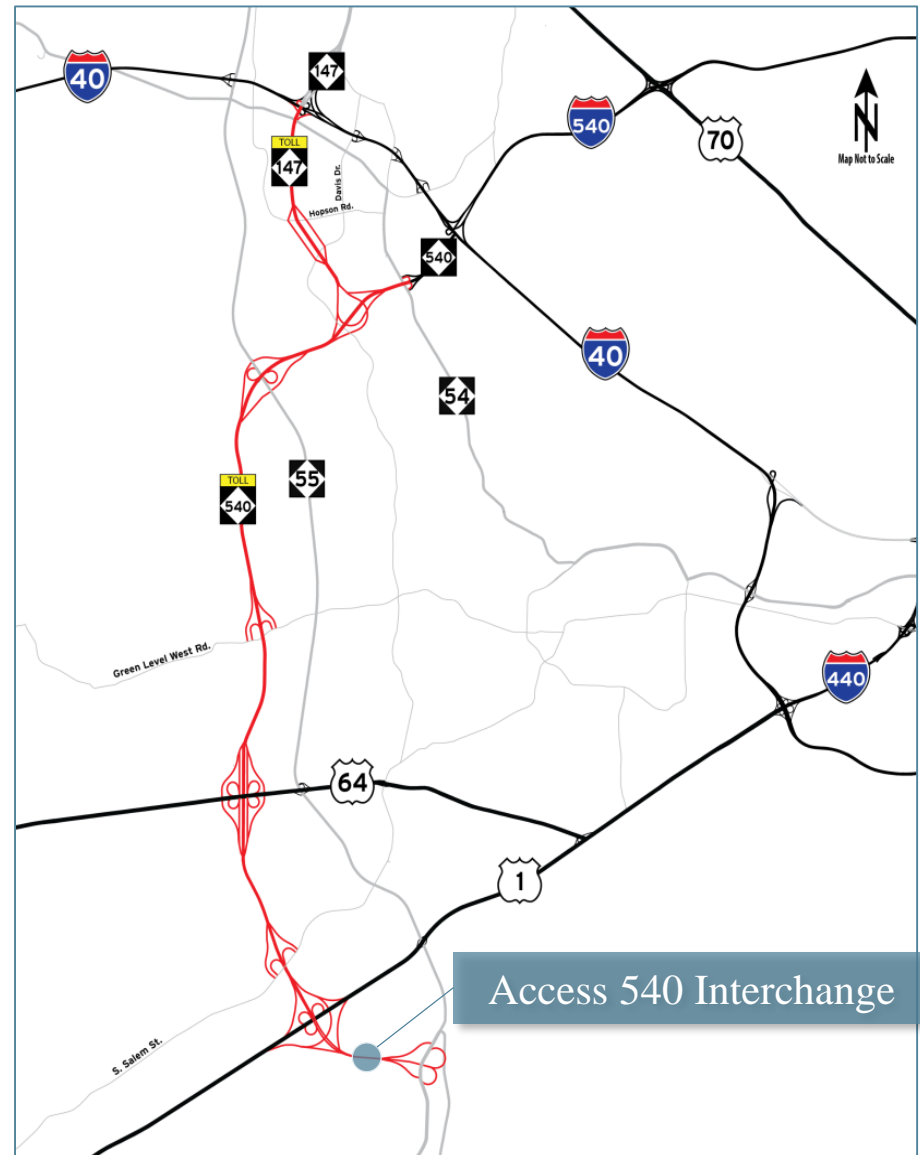 147
40
TOLL
147
540
70
Map Not to Scale
N
Davis Dr.
Hopson Rd.
540
40
54
TOLL
540
55
Green Level West Rd.
440
64
1
Access 540 Interchange
S. Salem St.